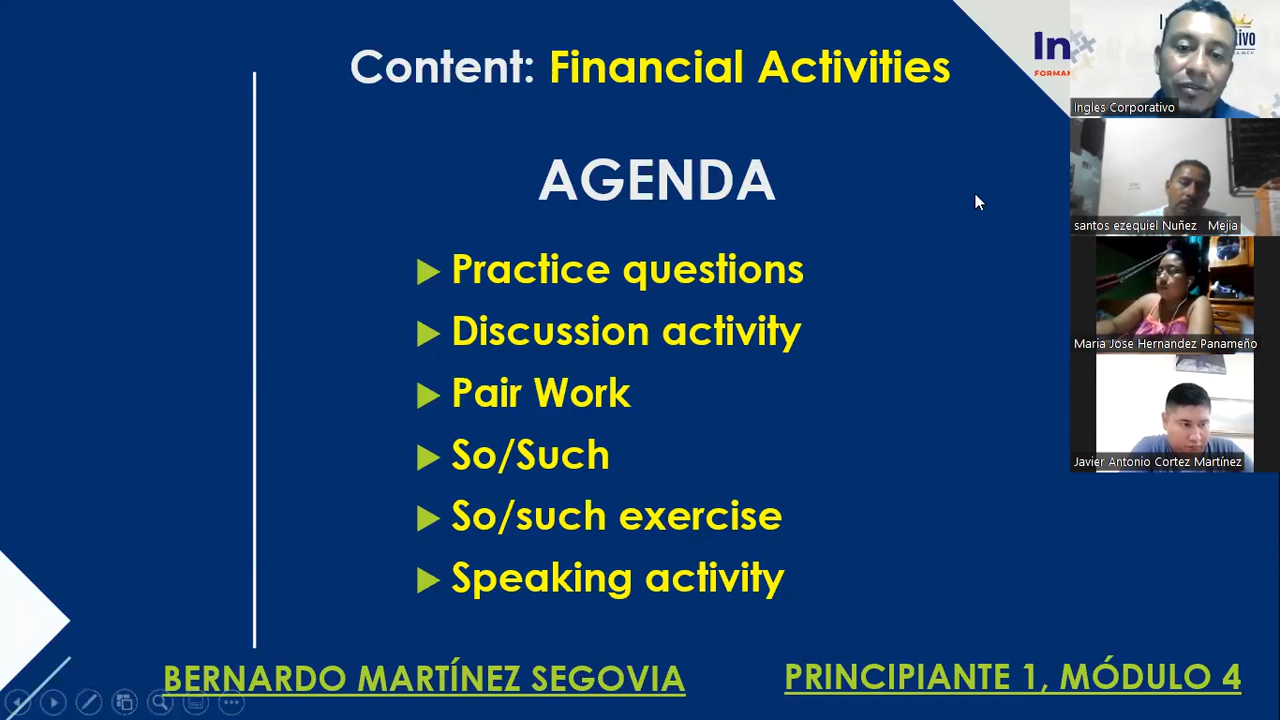 Content: Financial Activities
AGENDA
Practice questions
Discussion activity
Pair Work
So/Such
So/such exercise
Speaking activity
BERNARDO MARTÍNEZ SEGOVIA
PRINCIPIANTE 1, MÓDULO 4
In
FORMAN
Ingles Corporativo
santos ezequiel Nuñez Mejia
Maria Jose Hernandez Panameño
Javier Antonio Cortez Martínez